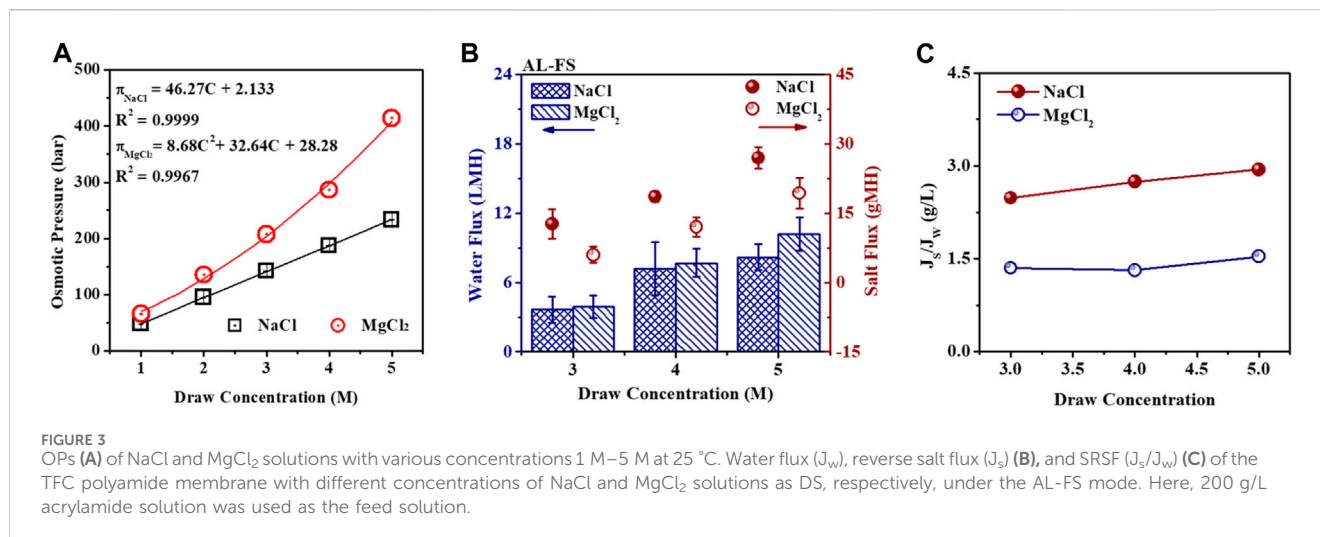 A
500
400
300
200
100
0
Osmotic Pressure (bar)
π_NaCl = 46.27C + 2.133
R² = 0.9999
π_MgCl₂ = 8.68C² + 32.64C + 28.28
R² = 0.9967
NaCl
MgCl₂
1 2 3 4 5
Draw Concentration (M)
B
AL-FS
24
18
12
6
0
Water Flux (LMH)
NaCl
MgCl₂
NaCl
MgCl₂
45
30
15
0
-15
Salt Flux (gMH)
3 4 5
Draw Concentration (M)
C
4.5
3.0
1.5
0.0
Jₛ/J_w (g/L)
NaCl
MgCl₂
3.0 3.5 4.0 4.5 5.0
Draw Concentration
FIGURE 3
OPs (A) of NaCl and MgCl₂ solutions with various concentrations 1 M–5 M at 25 °C. Water flux (J_w), reverse salt flux (Jₛ) (B), and SRSF (Jₛ/J_w) (C) of the
TFC polyamide membrane with different concentrations of NaCl and MgCl₂ solutions as DS, respectively, under the AL-FS mode. Here, 200 g/L
acrylamide solution was used as the feed solution.